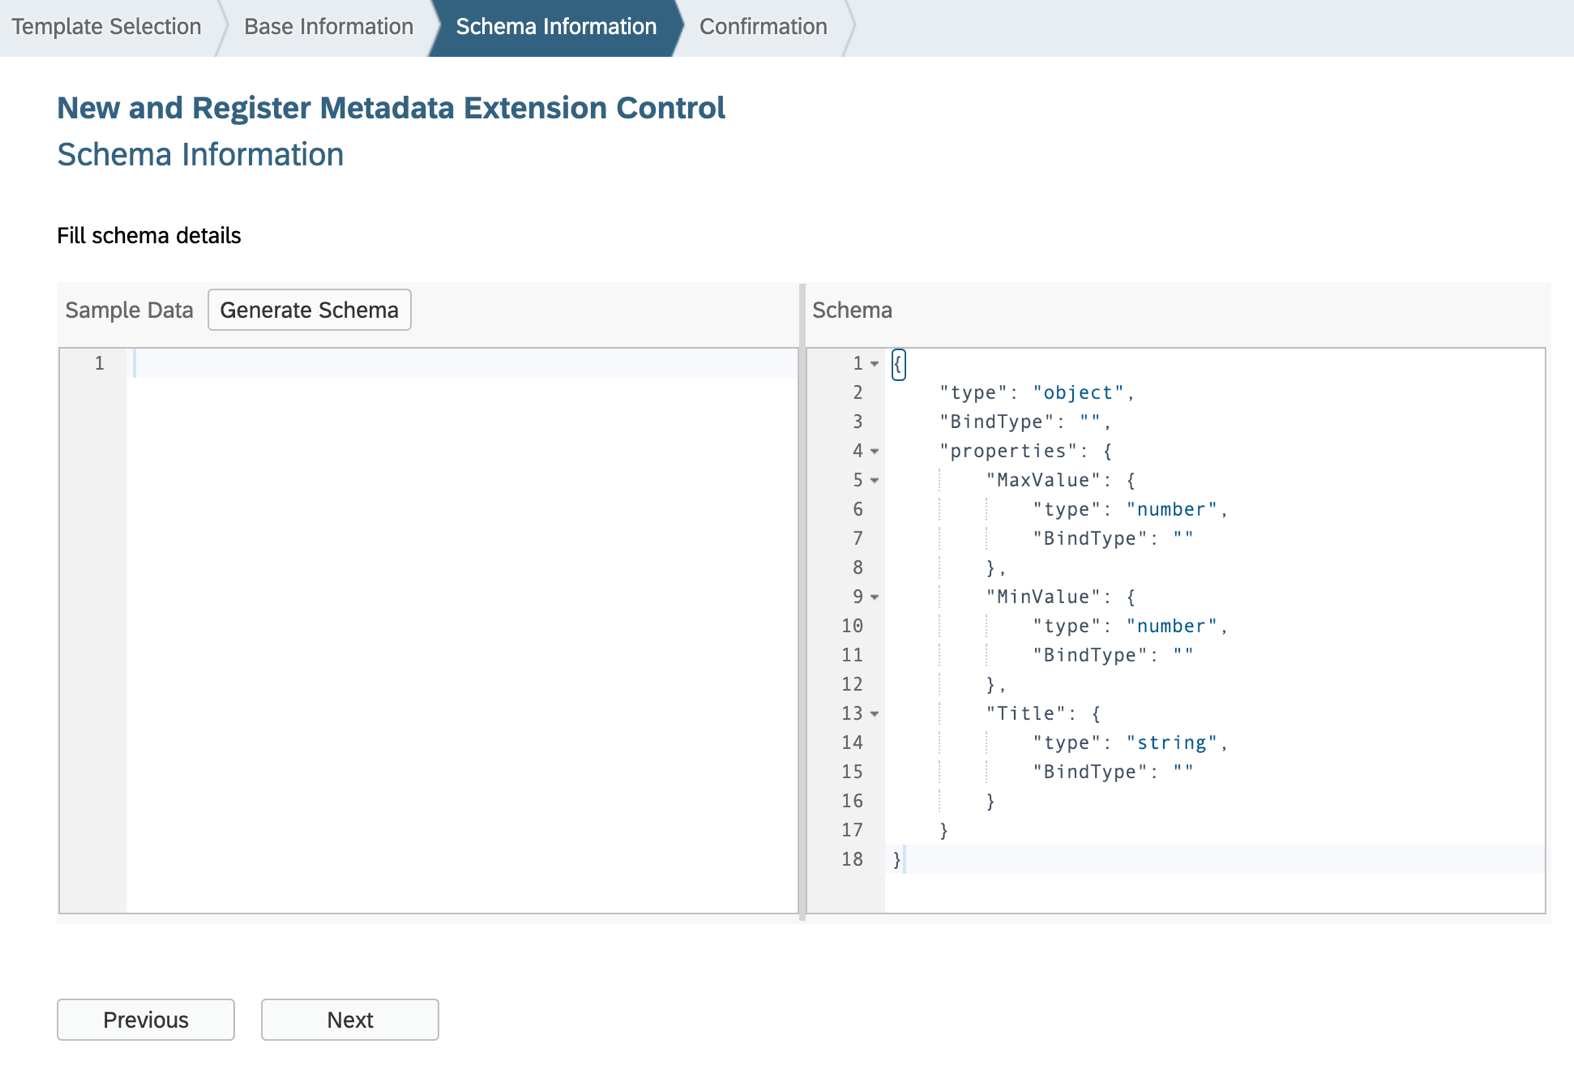 Template Selection Base Information Schema Information Confirmation
New and Register Metadata Extension Control
Schema Information
Fill schema details
Sample Data Generate Schema
1
Schema
1 {
2 "type": "object",
3 "BindType": "",
4 "properties": {
5 "MaxValue": {
6 "type": "number",
7 "BindType": ""
8 },
9 "MinValue": {
10 "type": "number",
11 "BindType": ""
12 },
13 "Title": {
14 "type": "string",
15 "BindType": ""
16 }
17 }
18 }
Previous Next